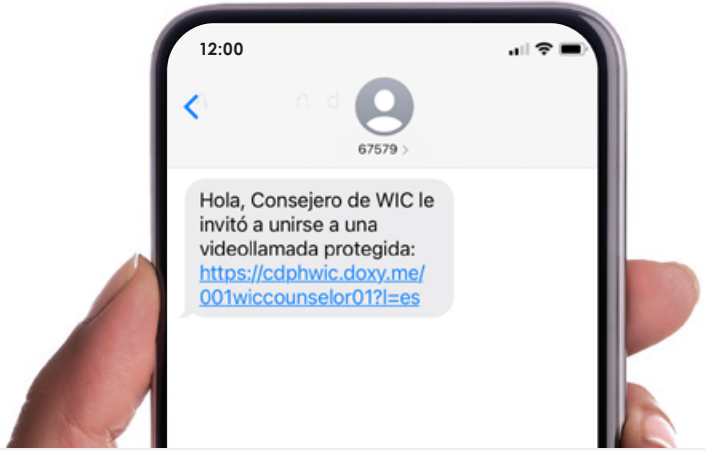 12:00
67579 >
Hola, Consejero de WIC le
invitó a unirse a una
videollamada protegida:
https://cdphwic.doxy.me/
001wiccounselor01?l=es